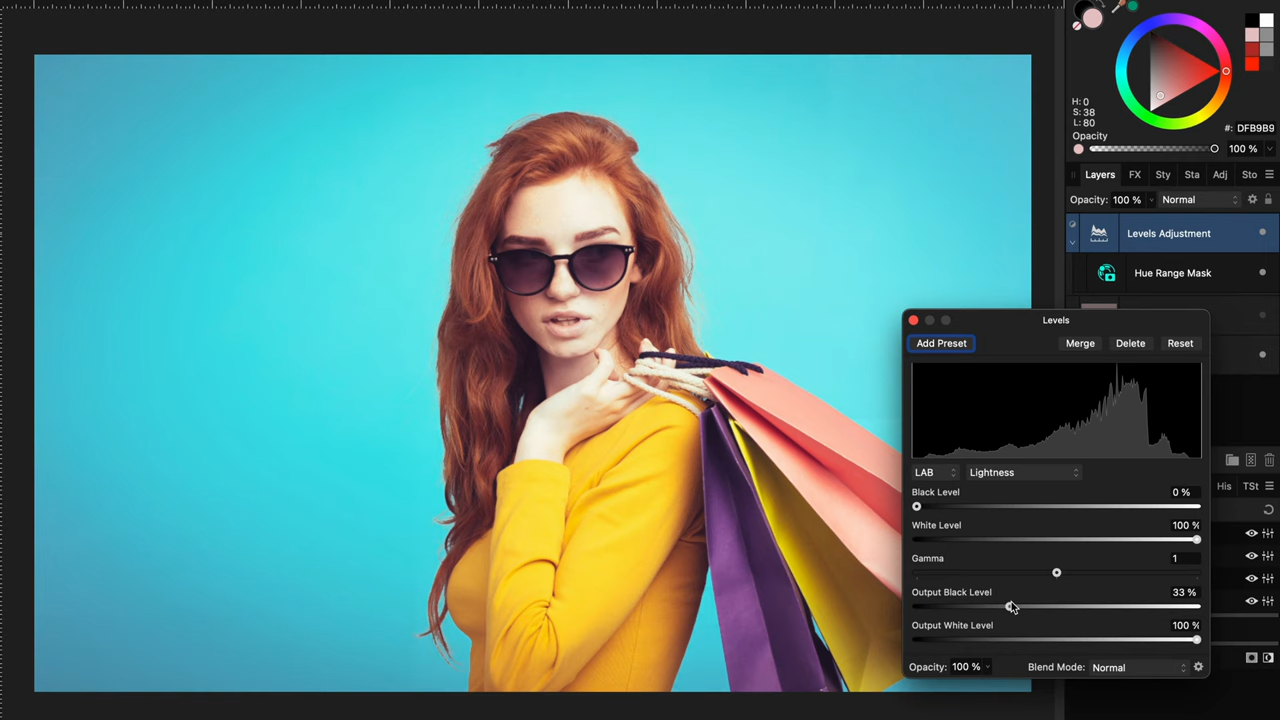 H: 0
S: 38
L: 80
#: DFB9B9
Opacity
100 %
Layers FX Sty Sta Adj Sto
Opacity: 100 % Normal
Levels Adjustment
Hue Range Mask
Levels
Add Preset Merge Delete Reset
LAB Lightness
Black Level 0 %
White Level 100 %
Gamma 1
Output Black Level 33 %
Output White Level 100 %
Opacity: 100 % Blend Mode: Normal
His TSt